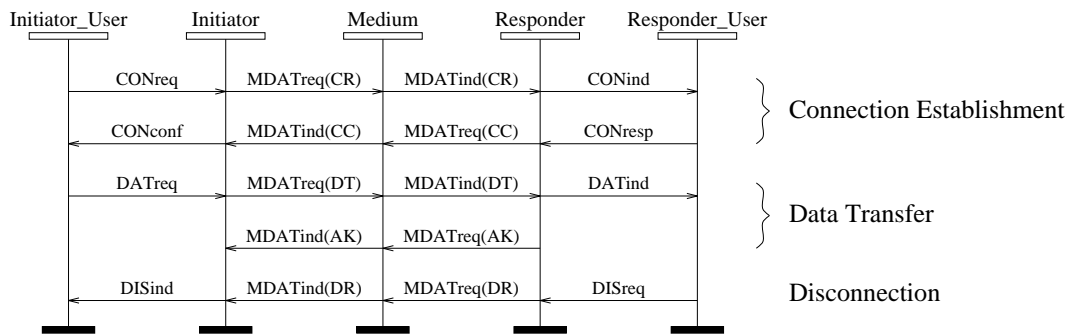 Initiator_User Initiator Medium Responder Responder_User
CONreq MDATreq(CR) MDATind(CR) CONind
Connection Establishment
CONconf MDATind(CC) MDATreq(CC) CONresp
DATreq MDATreq(DT) MDATind(DT) DATind
Data Transfer
MDATind(AK) MDATreq(AK)
DISind MDATind(DR) MDATreq(DR) DISreq
Disconnection